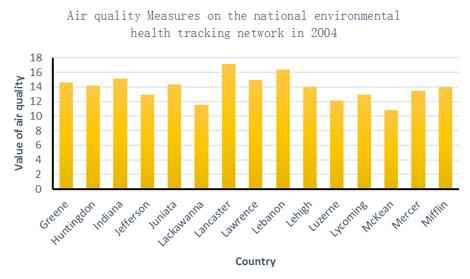 Air quality Measures on the national environmental
health tracking network in 2004
18
16
14
12
10
8
6
4
2
0
Value of air quality
Greene
Huntingdon
Indiana
Jefferson
Juniata
Lackawanna
Lancaster
Lawrence
Lebanon
Lehigh
Luzerne
Lycoming
McKean
Mercer
Mifflin
Country